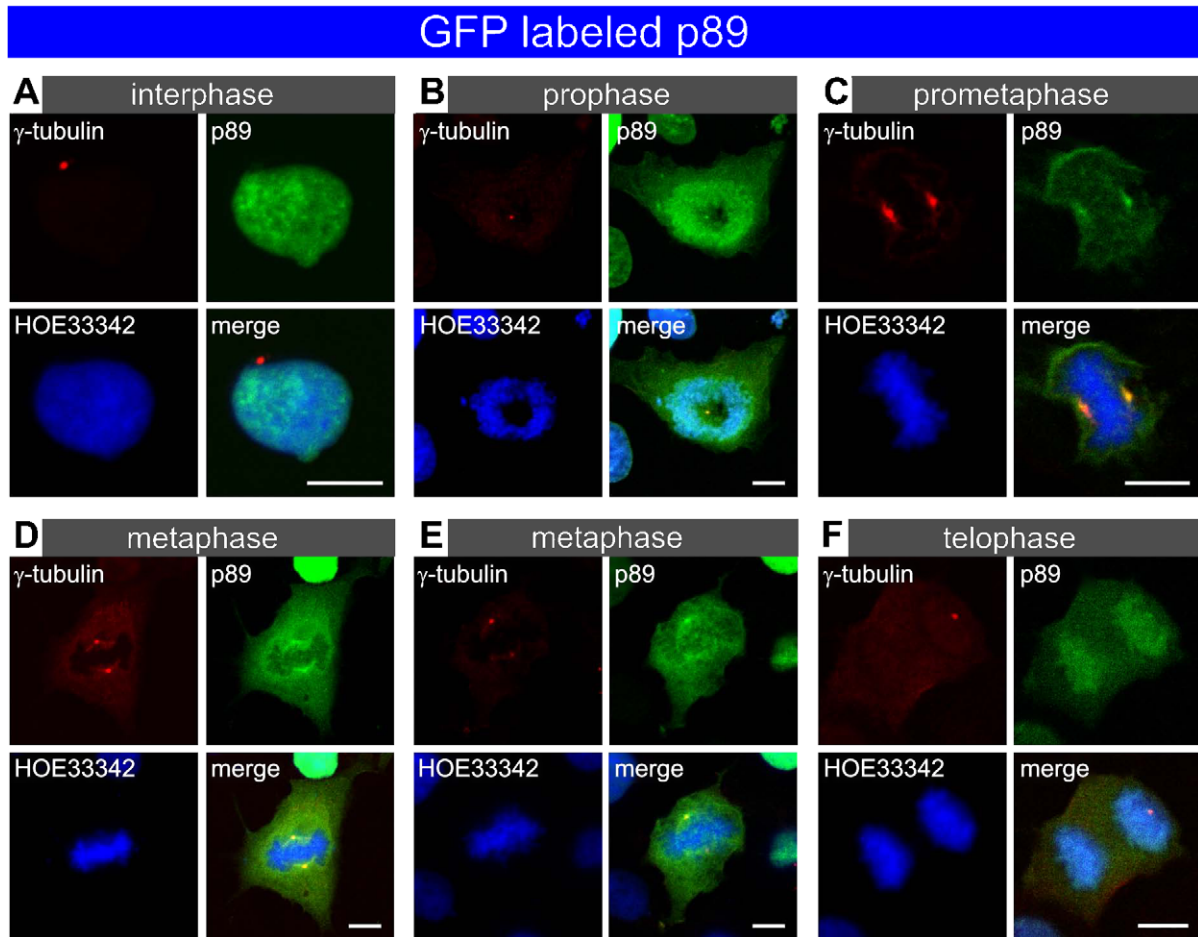 GFP labeled p89
A interphase
γ-tubulin p89
HOE33342 merge
B prophase
γ-tubulin p89
HOE33342 merge
C prometaphase
γ-tubulin p89
HOE33342 merge
D metaphase
γ-tubulin p89
HOE33342 merge
E metaphase
γ-tubulin p89
HOE33342 merge
F telophase
γ-tubulin p89
HOE33342 merge